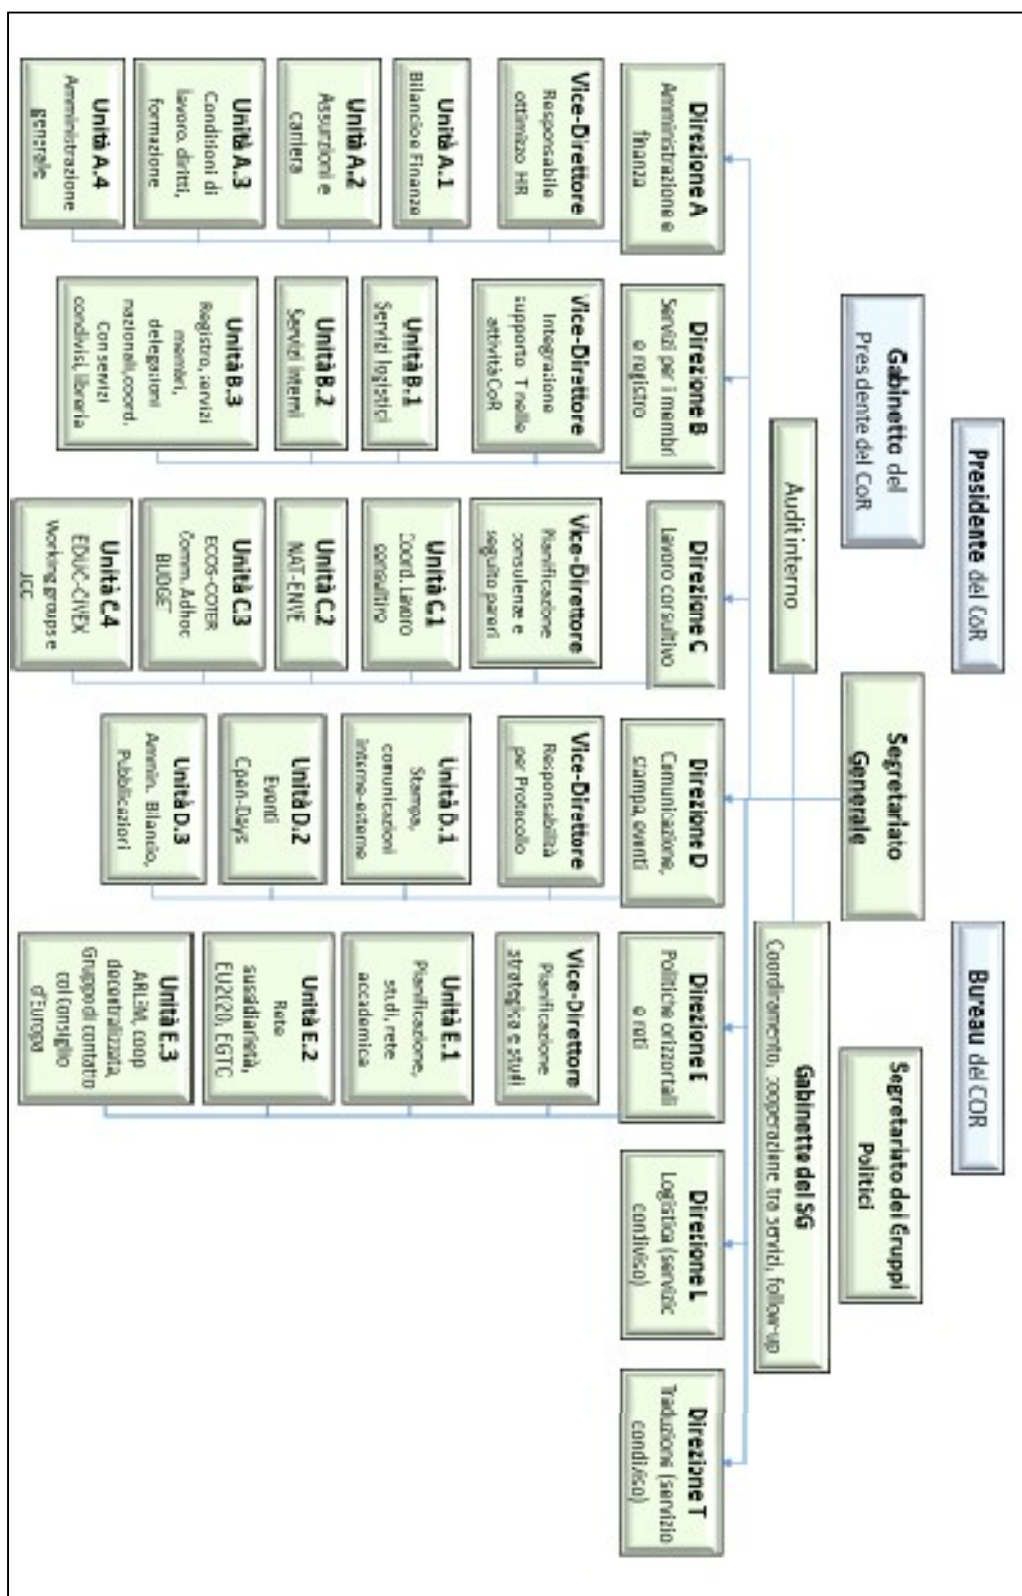 Presidente del CoR
Bureau del COR
Gabinetto del
Presidente del CoR
Segretariato
Generale
Segretariato dei Gruppi
Politici
Audit interno
Gabinetto del SG
Coordinamento, cooperazione tra servizi, follow-up
Direzione A
Amministrazione e
finanza
Vice-Direttore
Responsabile
ottimizzo HR
Unità A.1
Bilancio e Finanze
Unità A.2
Assunzioni e
carriera
Unità A.3
Conditioni di
lavoro, diritti,
formazione
Unità A.4
Amministrazione
generale
Direzione B
Servizi per i membri
e registro
Vice-Direttore
Integrazione
supporto IT nelle
attività CoR
Unità B.1
Servizi logistici
Unità B.2
Servizi interni
Unità B.3
Registro, servizi
membri,
delegazioni
nazionali, coord.
Con servizi
condivisi, libreria
Direzione C
Lavoro consultivo
Vice-Direttore
Pianificazione
consulenze e
seguito pareri
Unità C.1
Coord. Lavoro
consultivo
Unità C.2
NAT-ENVE
Unità C.3
ECOS-COTER
Comm. Adhoc
BUDGET
Unità C.4
EDUC-CIVEX
Working groups e
JCC
Direzione D
Comunicazione,
stampa, eventi
Vice-Direttore
Responsabilità
per Protocollo
Unità D.1
Stampa,
comunicazioni
interne-esterne
Unità D.2
Eventi
Open-Days
Unità D.3
Ammin. Bilancio,
Pubblicazioni
Direzione E
Politiche orizzontali
e reti
Vice-Direttore
Pianificazione
strategica e studi
Unità E.1
Pianificazione,
studi, rete
accademica
Unità E.2
Rete
sussidiarietà,
EU2020, EGTC
Unità E.3
ARLEM, coop
decentralizzata,
Gruppo di contatto
col Consiglio
d'Europa
Direzione L
Logistica (servizio
condiviso)
Direzione T
Traduzione (servizio
condiviso)